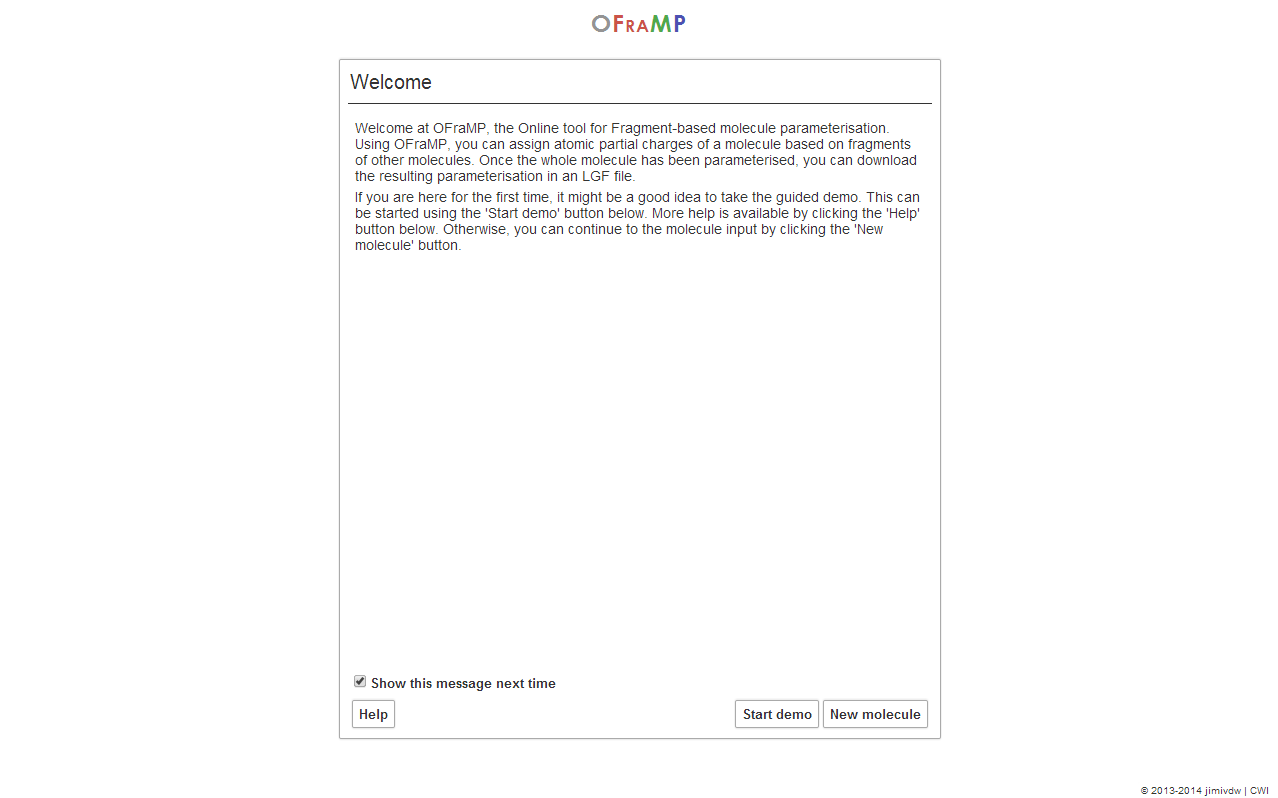 OFRAMP
Welcome
Welcome at OFraMP, the Online tool for Fragment-based molecule parameterisation.
Using OFraMP, you can assign atomic partial charges of a molecule based on fragments
of other molecules. Once the whole molecule has been parameterised, you can download
the resulting parameterisation in an LGF file.
If you are here for the first time, it might be a good idea to take the guided demo. This can
be started using the 'Start demo' button below. More help is available by clicking the 'Help'
button below. Otherwise, you can continue to the molecule input by clicking the 'New
molecule' button.
Show this message next time
Help
Start demo
New molecule
© 2013-2014 jimivdw | CWI